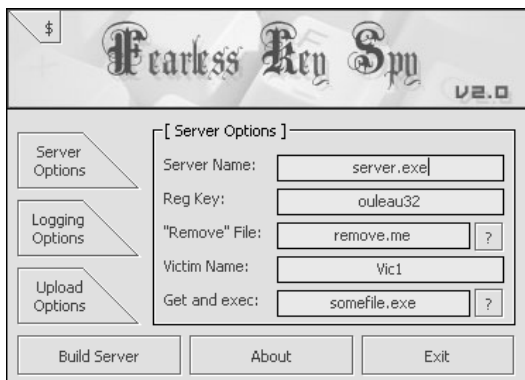 $
Fearless Key Spy
V2.0
Server
Options
Logging
Options
Upload
Options
[ Server Options ]
Server Name: server.exe
Reg Key: ouleau32
"Remove" File: remove.me ?
Victim Name: Vic1
Get and exec: somefile.exe ?
Build Server About Exit